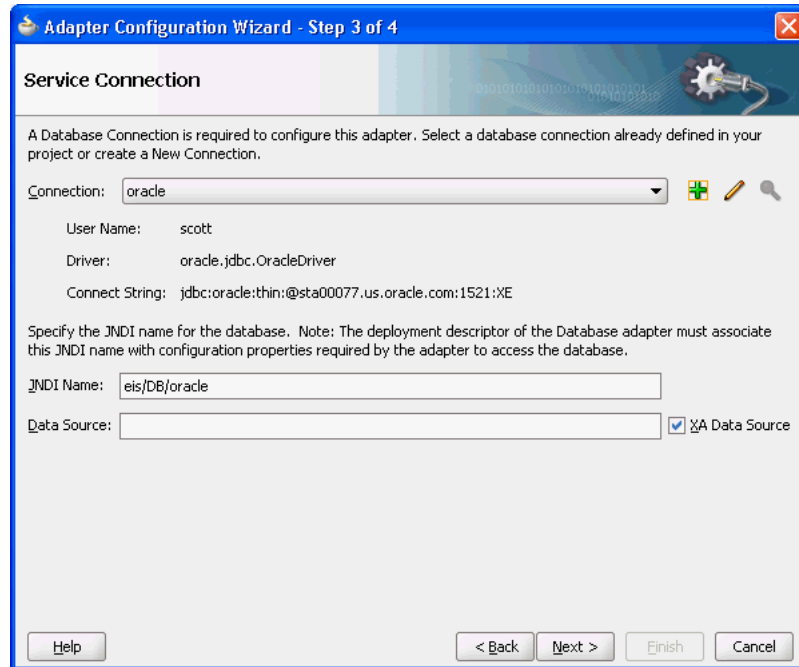 Adapter Configuration Wizard - Step 3 of 4
Service Connection
A Database Connection is required to configure this adapter. Select a database connection already defined in your
project or create a New Connection.
Connection: oracle
User Name: scott
Driver: oracle.jdbc.OracleDriver
Connect String: jdbc:oracle:thin:@sta00077.us.oracle.com:1521:XE
Specify the JNDI name for the database. Note: The deployment descriptor of the Database adapter must associate
this JNDI name with configuration properties required by the adapter to access the database.
JNDI Name: eis/DB/oracle
Data Source: XA Data Source
Help < Back Next > Finish Cancel